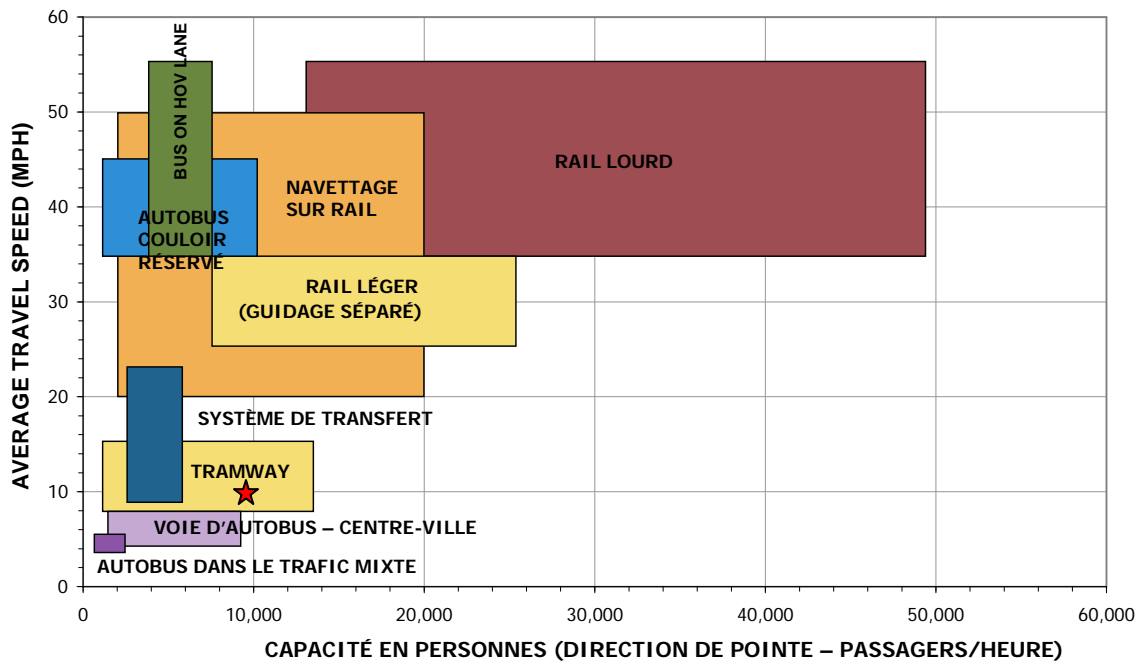 60
50
40
30
20
10
0
AVERAGE TRAVEL SPEED (MPH)
BUS ON HOV LANE
RAIL LOURD
NAVETTAGE
SUR RAIL
AUTOBUS
COULOIR
RÉSERVÉ
RAIL LÉGER
(GUIDAGE SÉPARÉ)
SYSTÈME DE TRANSFERT
TRAMWAY
VOIE D'AUTOBUS – CENTRE-VILLE
AUTOBUS DANS LE TRAFIC MIXTE
0 10,000 20,000 30,000 40,000 50,000 60,000
CAPACITÉ EN PERSONNES (DIRECTION DE POINTE – PASSAGERS/HEURE)